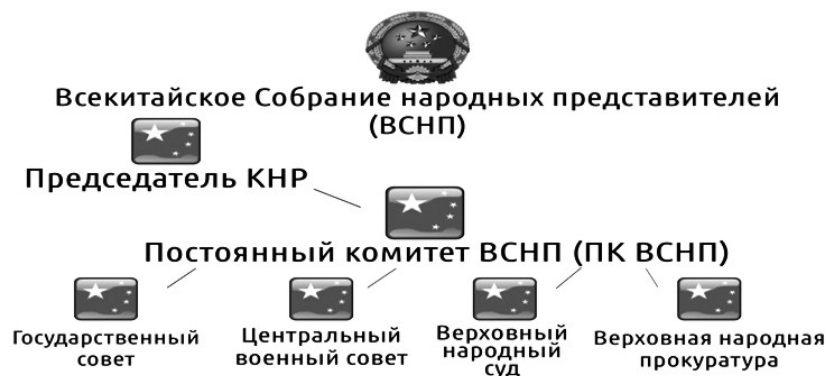 Всекитайское Собрание народных представителей
(ВСНП)
Председатель КНР
Постоянный комитет ВСНП (ПК ВСНП)
Государственный
совет
Центральный
военный совет
Верховный
народный
суд
Верховная народная
прокуратура